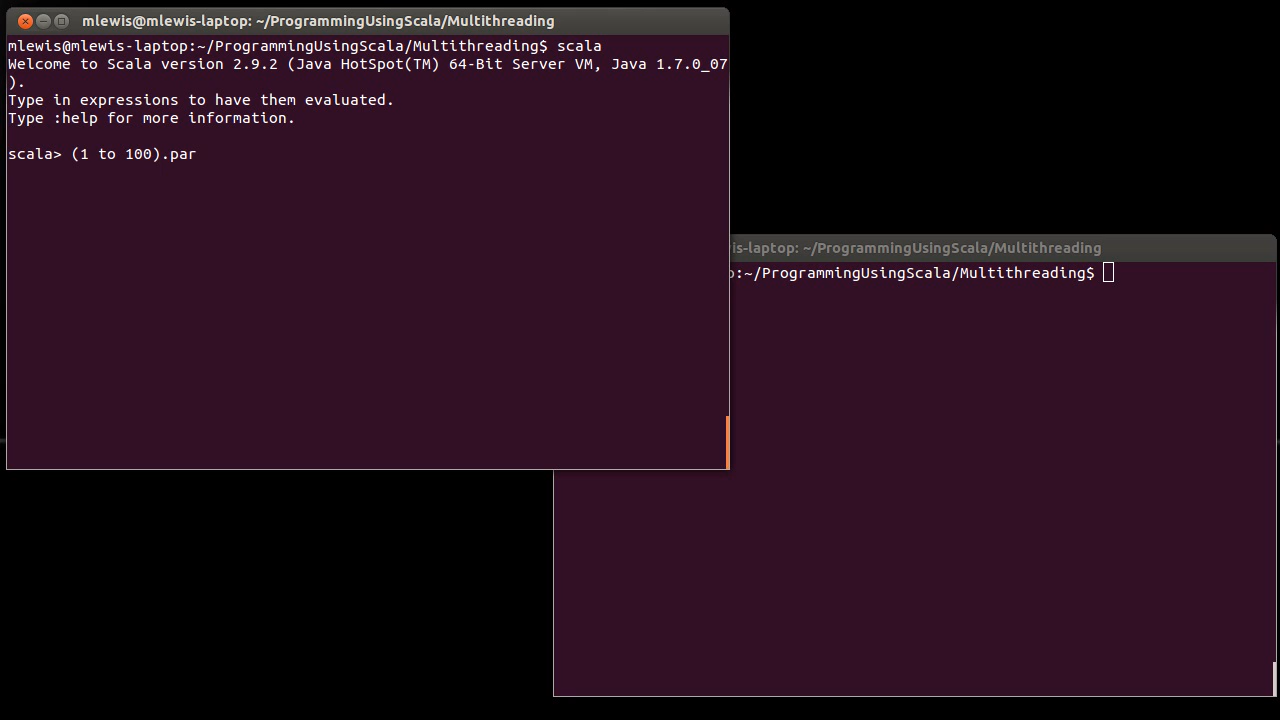 mlewis@mlewis-laptop: ~/ProgrammingUsingScala/Multithreading
mlewis@mlewis-laptop:~/ProgrammingUsingScala/Multithreading$ scala
Welcome to Scala version 2.9.2 (Java HotSpot(TM) 64-Bit Server VM, Java 1.7.0_07
).
Type in expressions to have them evaluated.
Type :help for more information.
scala> (1 to 100).par
is-laptop: ~/ProgrammingUsingScala/Multithreading
p:~/ProgrammingUsingScala/Multithreading$